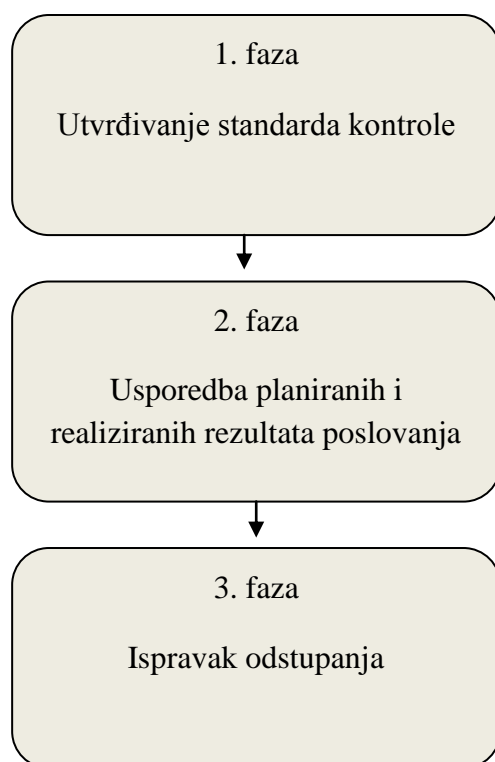 1. faza
Utvrđivanje standarda kontrole
2. faza
Usporedba planiranih i
realiziranih rezultata poslovanja
3. faza
Ispravak odstupanja